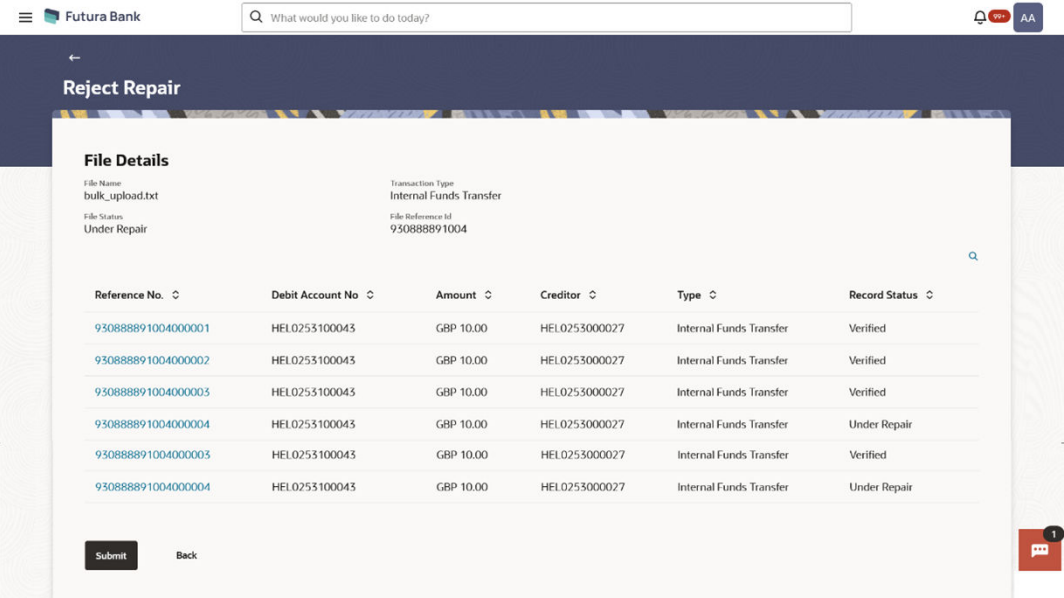 Futura Bank
What would you like to do today?
99+
AA
Reject Repair
File Details
File Name
Transaction Type
bulk_upload.txt
Internal Funds Transfer
File Status
File Reference Id
Under Repair
930888891004
Reference No. Debit Account No Amount Creditor Type Record Status
930888891004000001 HEL0253100043 GBP 10.00 HEL0253000027 Internal Funds Transfer Verified
930888891004000002 HEL0253100043 GBP 10.00 HEL0253000027 Internal Funds Transfer Verified
930888891004000003 HEL0253100043 GBP 10.00 HEL0253000027 Internal Funds Transfer Verified
930888891004000004 HEL0253100043 GBP 10.00 HEL0253000027 Internal Funds Transfer Under Repair
930888891004000003 HEL0253100043 GBP 10.00 HEL0253000027 Internal Funds Transfer Verified
930888891004000004 HEL0253100043 GBP 10.00 HEL0253000027 Internal Funds Transfer Under Repair
Submit Back
1